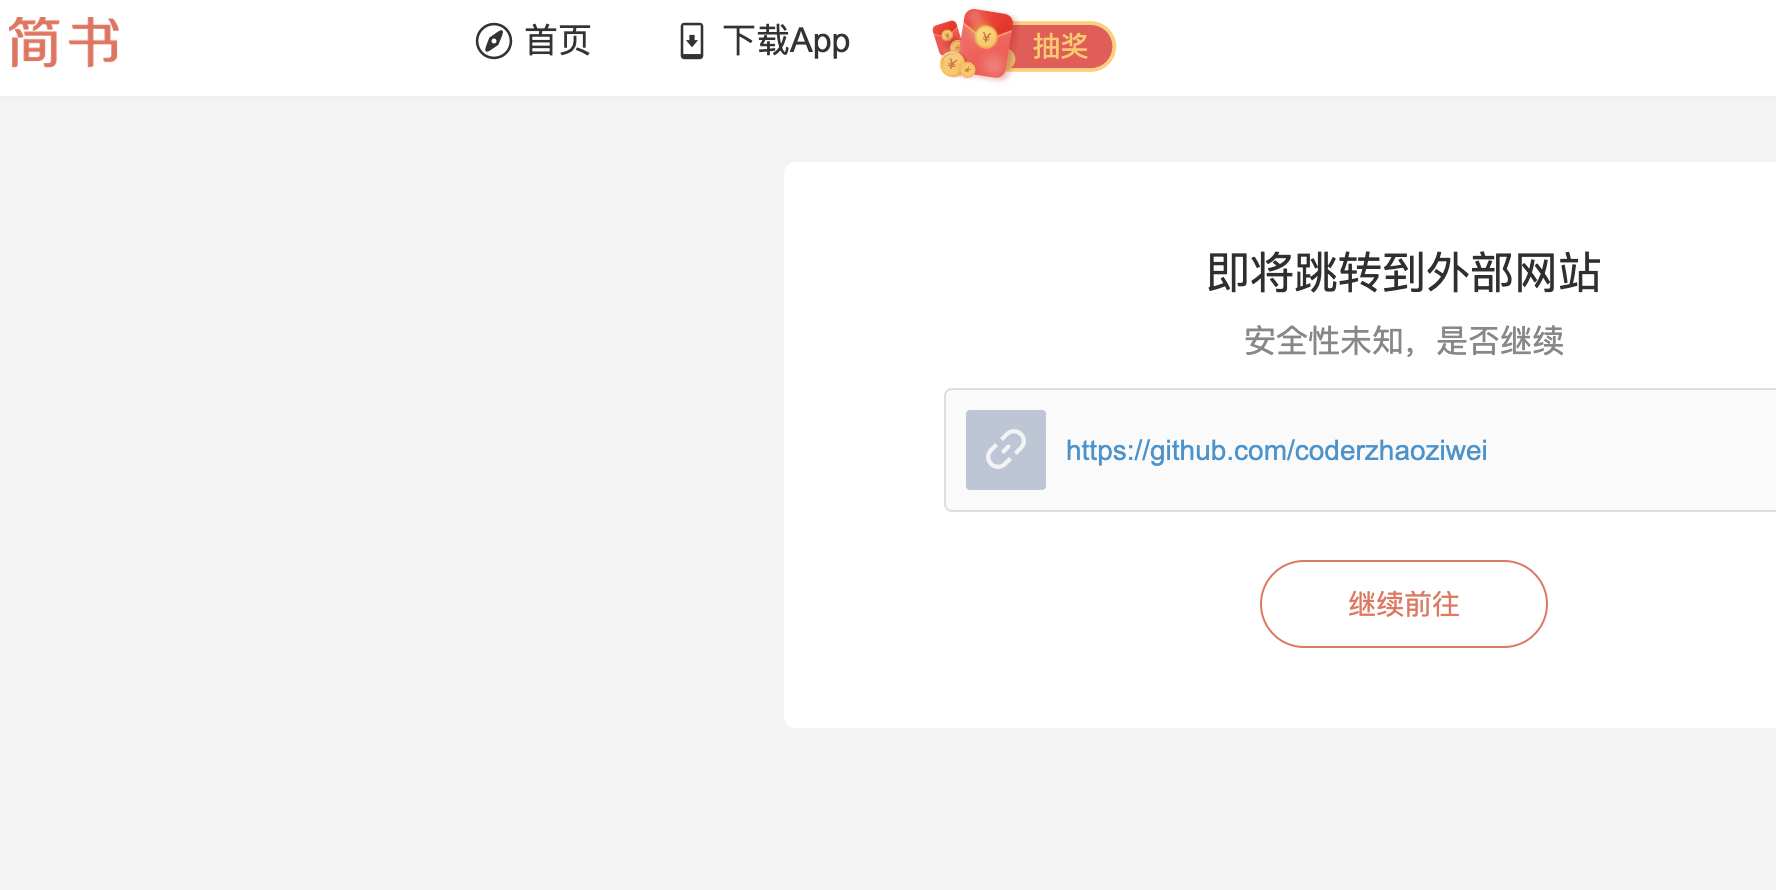 简书
首页
下载App
抽奖
即将跳转到外部网站
安全性未知，是否继续
https://github.com/coderzhaoziwei
继续前往